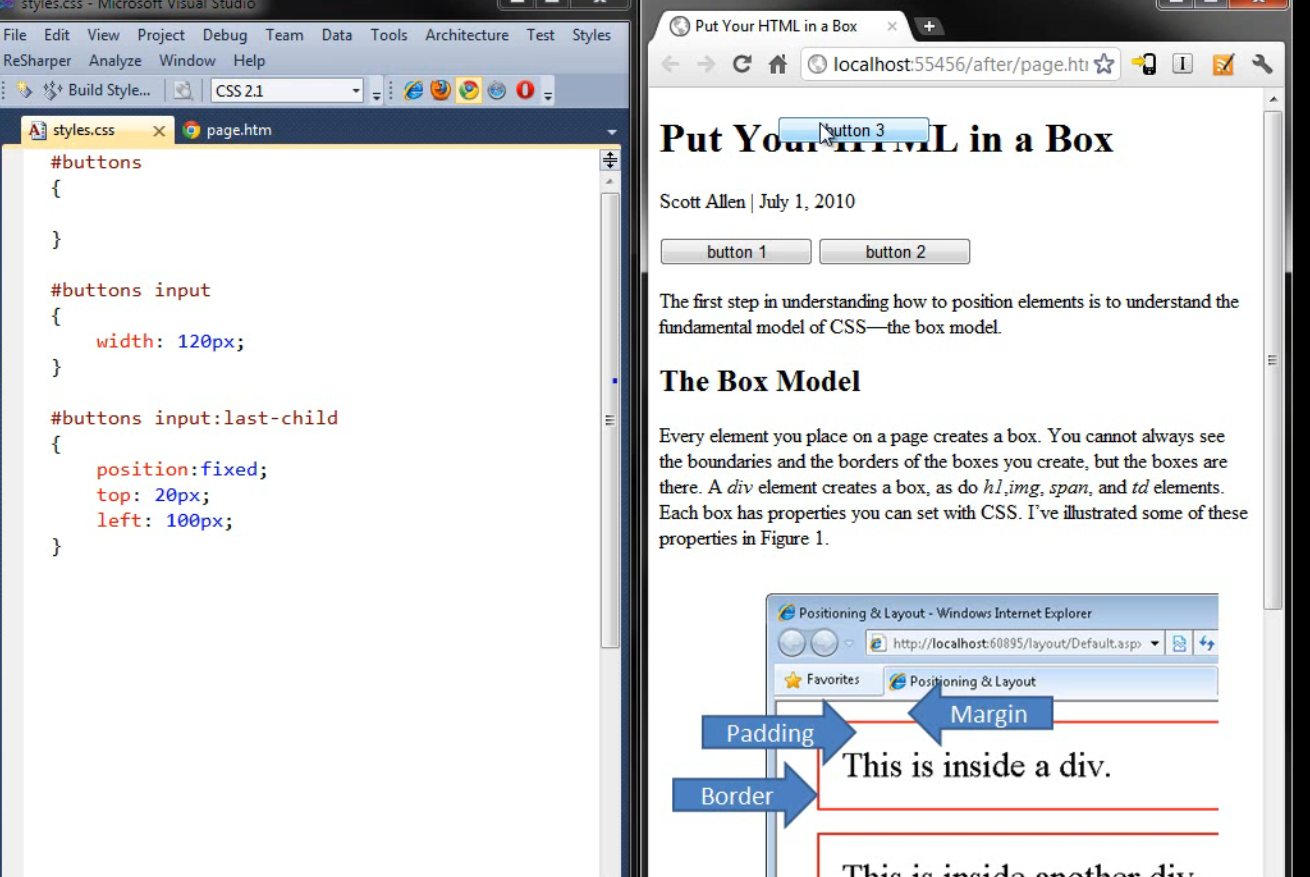 styles.css - Microsoft Visual Studio
File Edit View Project Debug Team Data Tools Architecture Test Styles
ReSharper Analyze Window Help
Build Style... CSS 2.1
styles.css page.htm
#buttons
{
}
#buttons input
{
width: 120px;
}
#buttons input:last-child
{
position:fixed;
top: 20px;
left: 100px;
}
Put Your HTML in a Box
localhost:55456/after/page.htm
button 3
Put Your HTML in a Box
Scott Allen | July 1, 2010
button 1 button 2
The first step in understanding how to position elements is to understand the
fundamental model of CSS—the box model.
The Box Model
Every element you place on a page creates a box. You cannot always see
the boundaries and the borders of the boxes you create, but the boxes are
there. A div element creates a box, as do h1,img, span, and td elements.
Each box has properties you can set with CSS. I’ve illustrated some of these
properties in Figure 1.
Positioning & Layout - Windows Internet Explorer
http://localhost:60895/layout/Default.asp
Favorites Positioning & Layout
Margin
Padding
This is inside a div.
Border
This is inside another div